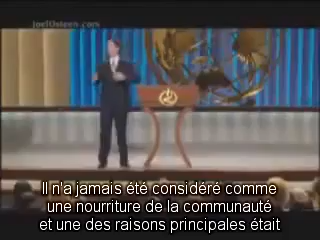 JoelOsteen.com
Il n'a jamais été considéré comme
une nourriture de la communauté
et une des raisons principales était